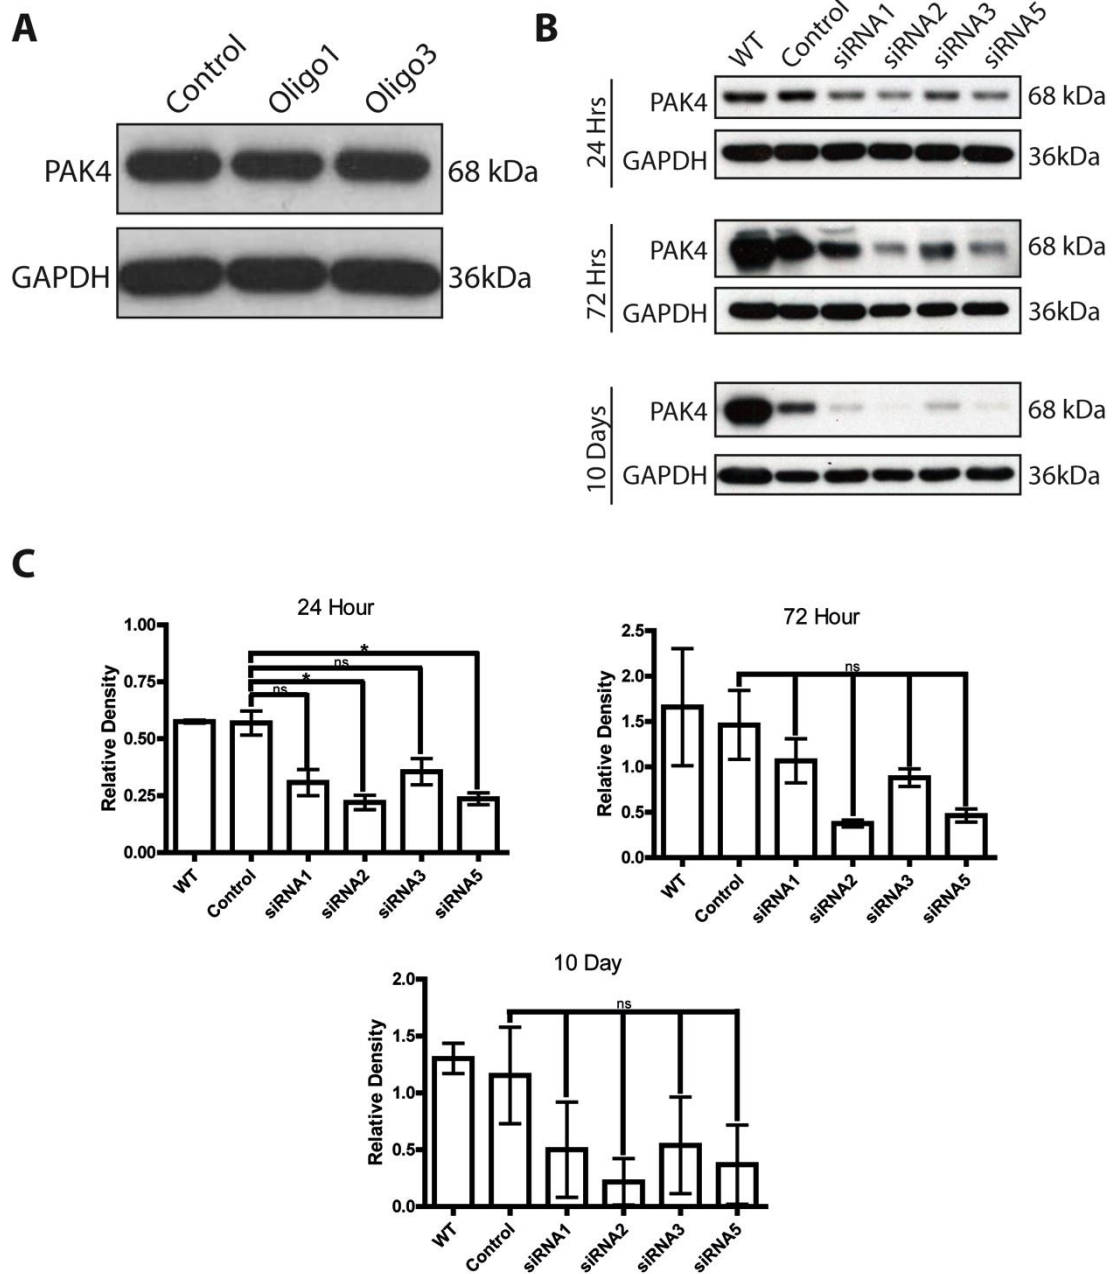 A
Control
Oligo1
Oligo3
PAK4
68 kDa
GAPDH
36kDa
B
WT
Control
siRNA1
siRNA2
siRNA3
siRNA5
24 Hrs
PAK4
68 kDa
GAPDH
36kDa
72 Hrs
PAK4
68 kDa
GAPDH
36kDa
10 Days
PAK4
68 kDa
GAPDH
36kDa
C
24 Hour
Relative Density
1.00
0.75
0.50
0.25
0.00
*
ns
*
ns
WT
Control
siRNA1
siRNA2
siRNA3
siRNA5
72 Hour
Relative Density
2.5
2.0
1.5
1.0
0.5
0.0
ns
WT
Control
siRNA1
siRNA2
siRNA3
siRNA5
10 Day
Relative Density
2.0
1.5
1.0
0.5
0.0
ns
WT
Control
siRNA1
siRNA2
siRNA3
siRNA5